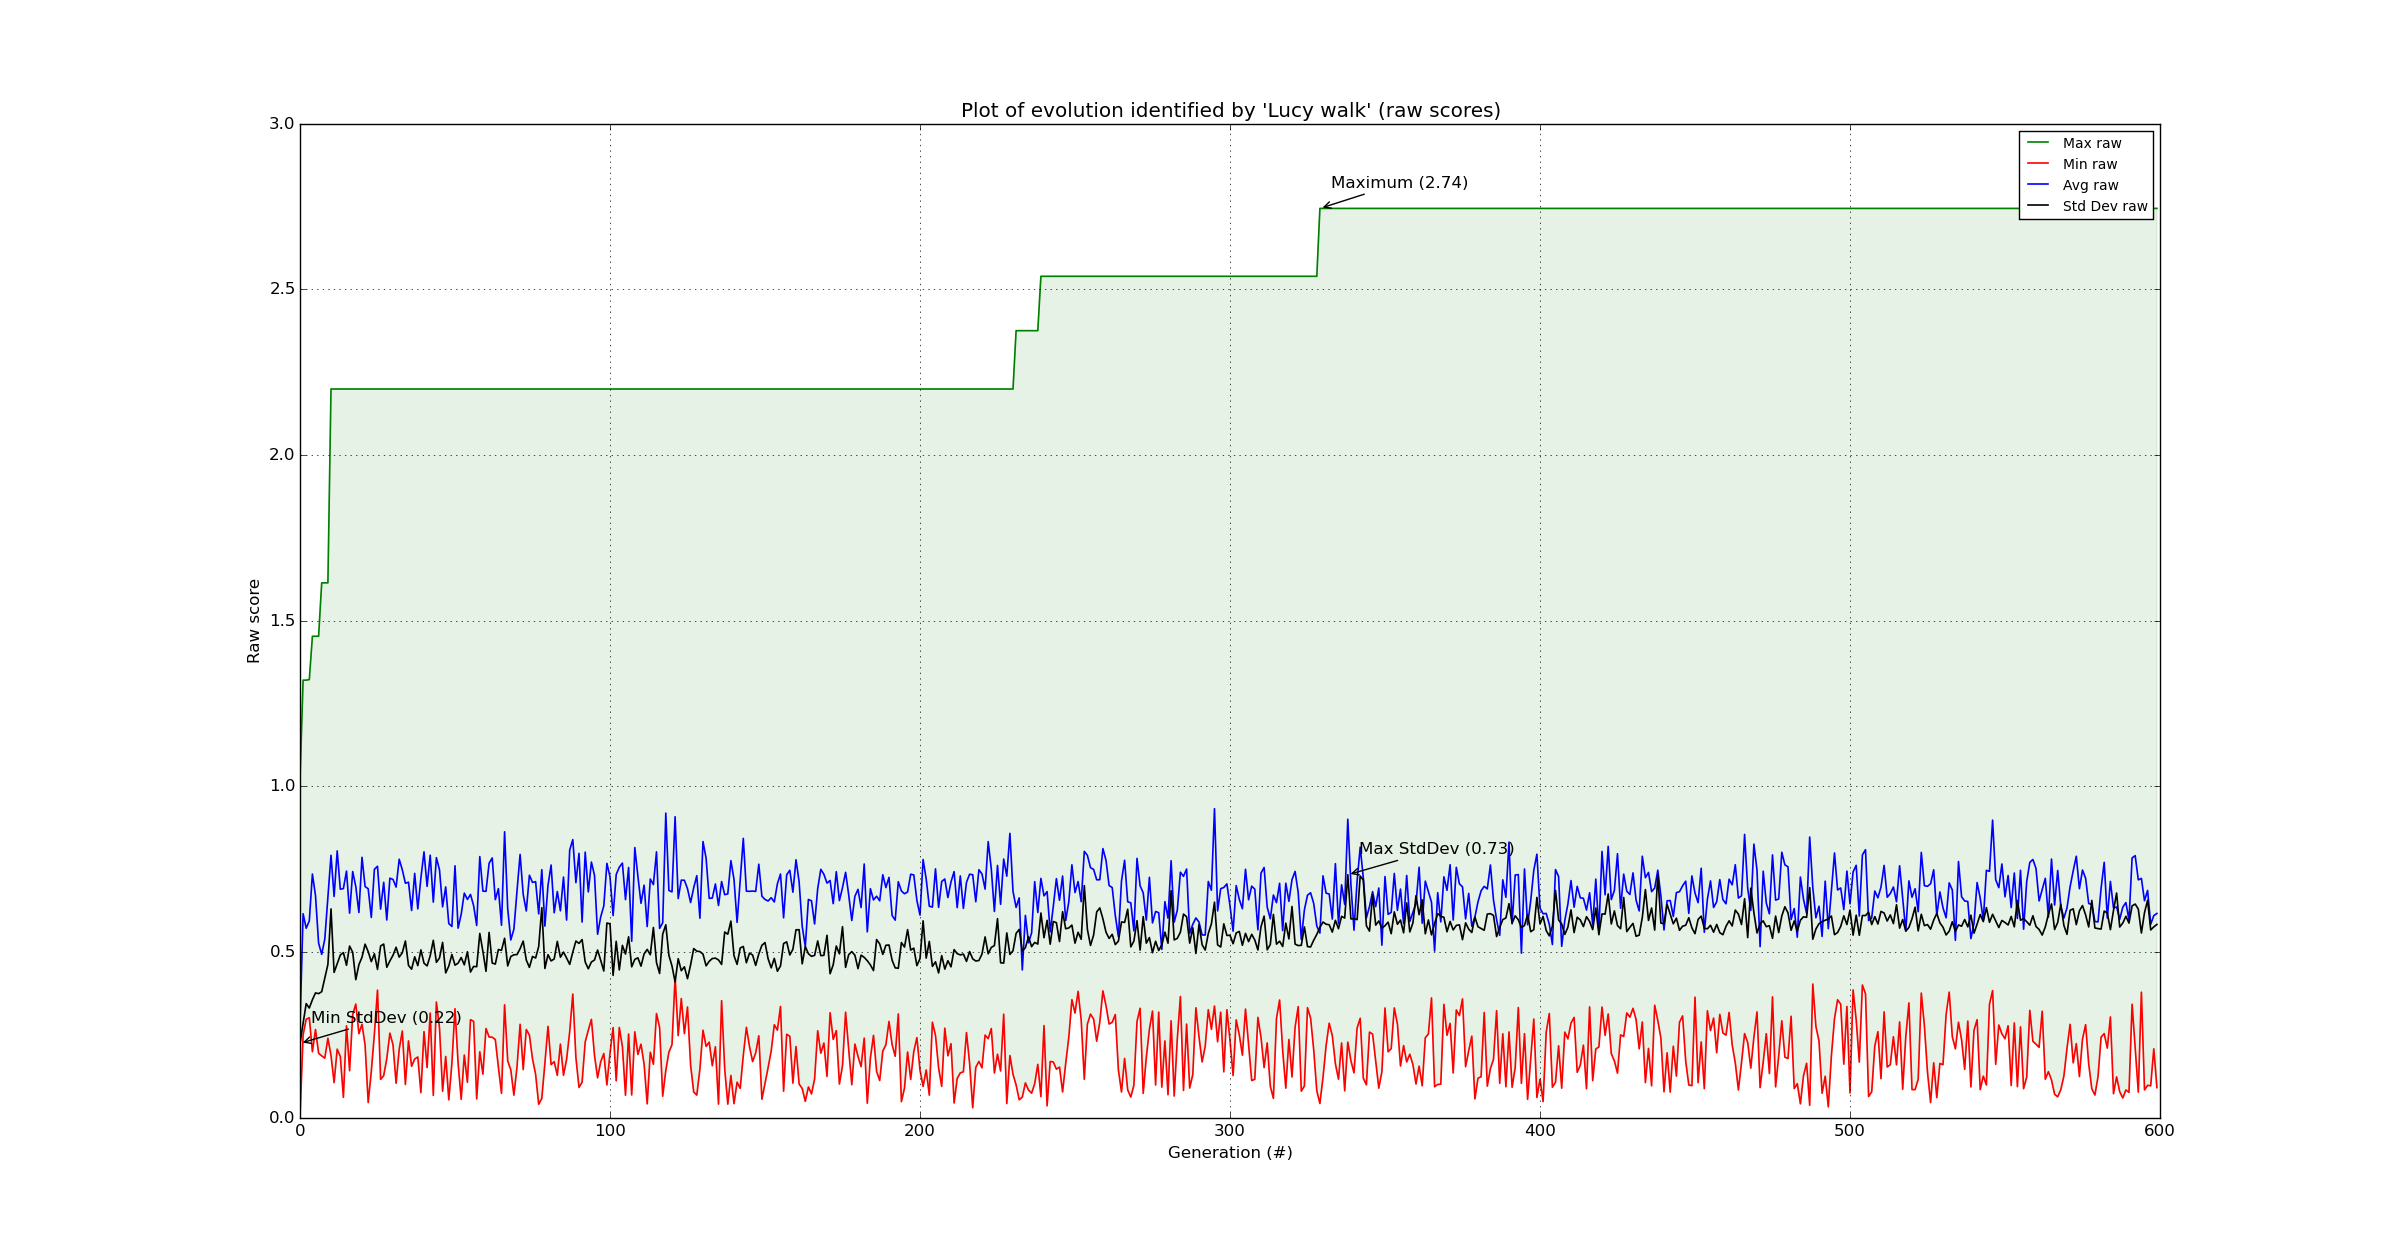 Plot of evolution identified by 'Lucy walk' (raw scores)
3.0
2.5
2.0
1.5
1.0
0.5
0.0
Raw score
Max raw
Min raw
Avg raw
Std Dev raw
Maximum (2.74)
Max StdDev (0.73)
Min StdDev (0.22)
0 100 200 300 400 500 600
Generation (#)